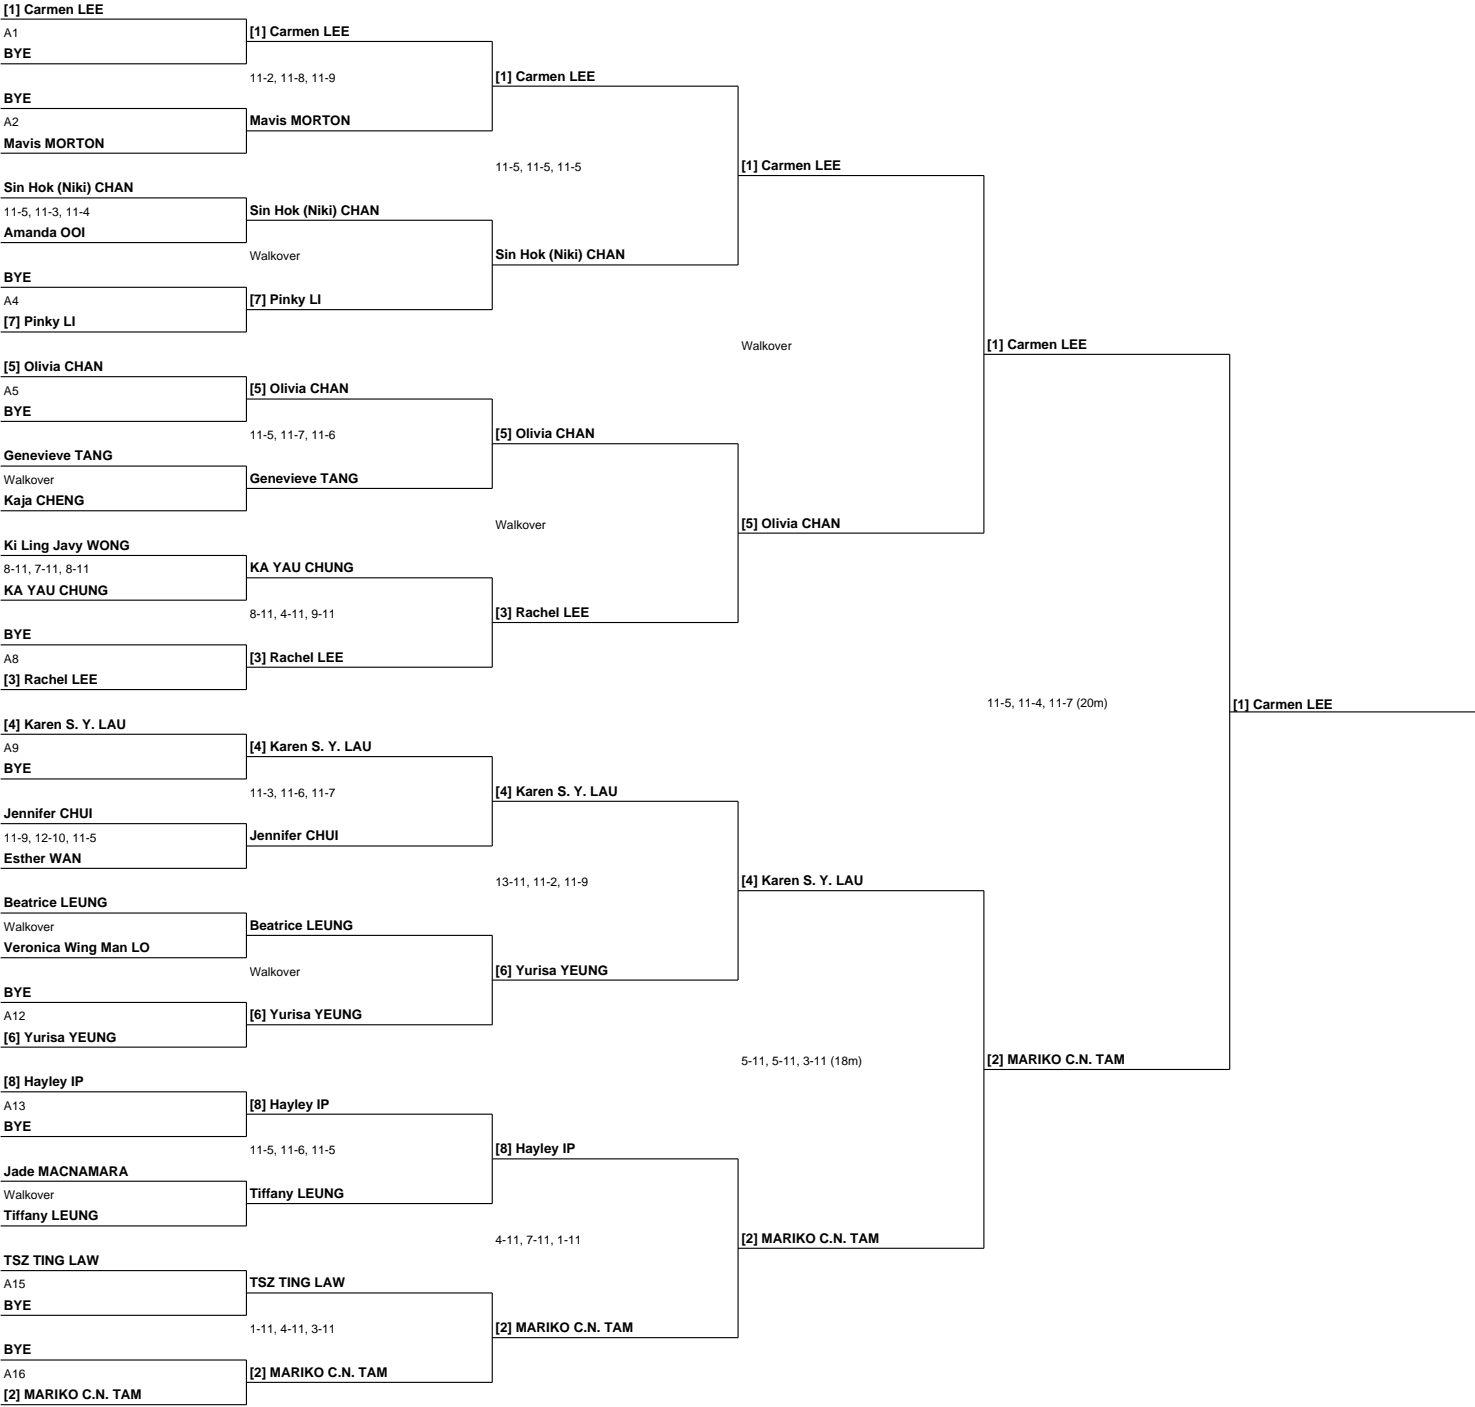 [1] Carmen LEE
A1
BYE
BYE
A2
Mavis MORTON
Sin Hok (Niki) CHAN
11-5, 11-3, 11-4
Amanda OOI
BYE
A4
[7] Pinky LI
[5] Olivia CHAN
A5
BYE
Genevieve TANG
Walkover
Kaja CHENG
Ki Ling Javy WONG
8-11, 7-11, 8-11
KA YAU CHUNG
BYE
A8
[3] Rachel LEE
[4] Karen S. Y. LAU
A9
BYE
Jennifer CHUI
11-9, 12-10, 11-5
Esther WAN
Beatrice LEUNG
Walkover
Veronica Wing Man LO
BYE
A12
[6] Yurisa YEUNG
[8] Hayley IP
A13
BYE
Jade MACNAMARA
Walkover
Tiffany LEUNG
TSZ TING LAW
A15
BYE
BYE
A16
[2] MARIKO C.N. TAM
[1] Carmen LEE
11-2, 11-8, 11-9
Mavis MORTON
Sin Hok (Niki) CHAN
Walkover
[7] Pinky LI
[5] Olivia CHAN
11-5, 11-7, 11-6
Genevieve TANG
KA YAU CHUNG
8-11, 4-11, 9-11
[3] Rachel LEE
[4] Karen S. Y. LAU
11-3, 11-6, 11-7
Jennifer CHUI
Beatrice LEUNG
Walkover
[6] Yurisa YEUNG
[8] Hayley IP
11-5, 11-6, 11-5
Tiffany LEUNG
TSZ TING LAW
1-11, 4-11, 3-11
[2] MARIKO C.N. TAM
[1] Carmen LEE
11-5, 11-5, 11-5
Sin Hok (Niki) CHAN
[5] Olivia CHAN
Walkover
[3] Rachel LEE
[4] Karen S. Y. LAU
13-11, 11-2, 11-9
[6] Yurisa YEUNG
[8] Hayley IP
4-11, 7-11, 1-11
[2] MARIKO C.N. TAM
[1] Carmen LEE
Walkover
[5] Olivia CHAN
[4] Karen S. Y. LAU
5-11, 5-11, 3-11 (18m)
[2] MARIKO C.N. TAM
[1] Carmen LEE
11-5, 11-4, 11-7 (20m)
[2] MARIKO C.N. TAM
[1] Carmen LEE